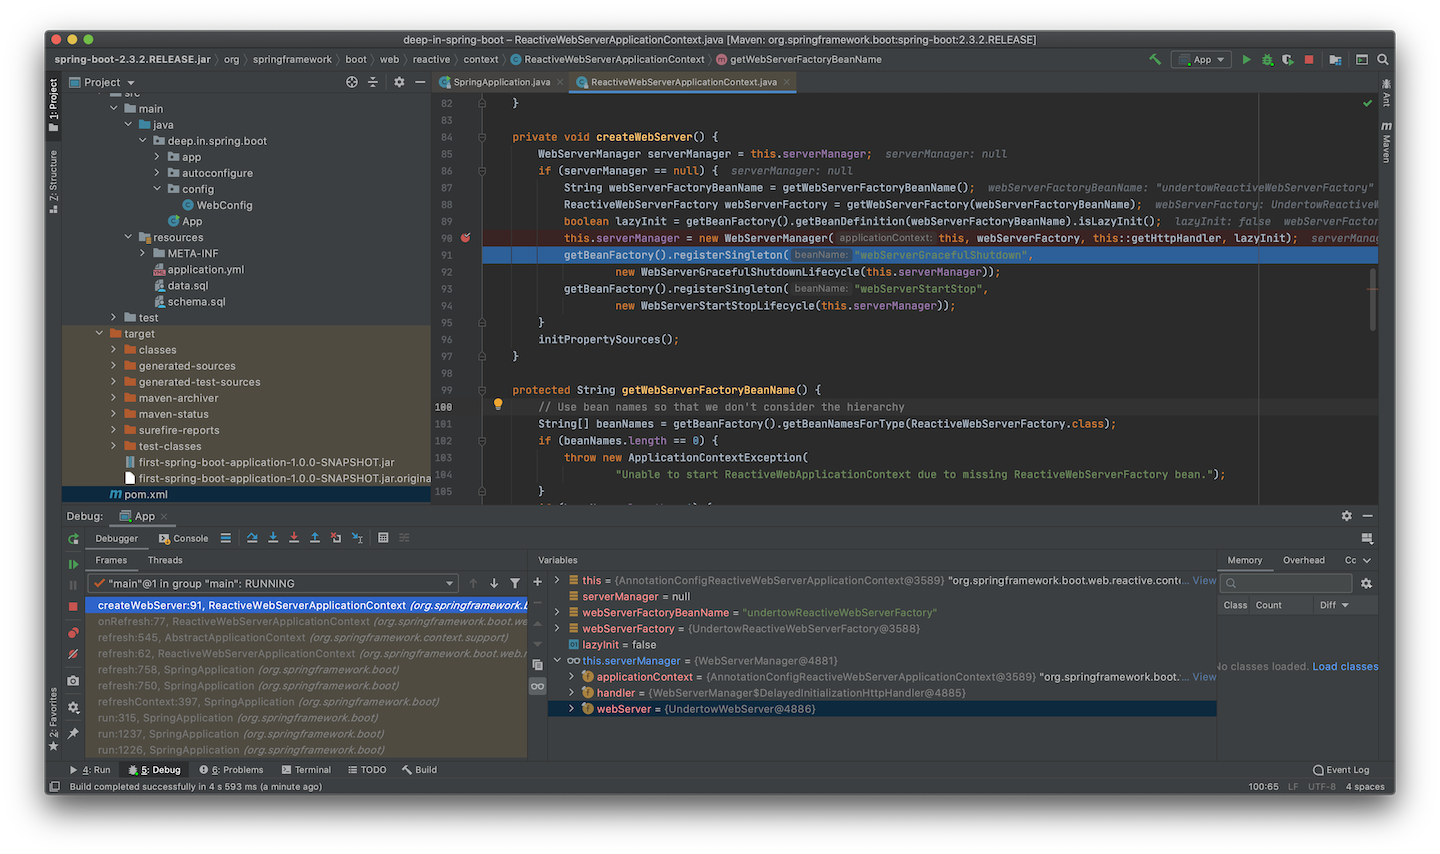 deep-in-spring-boot – ReactiveWebServerApplicationContext.java [Maven: org.springframework.boot:spring-boot:2.3.2.RELEASE]
spring-boot-2.3.2.RELEASE.jar org springframework boot web reactive context ReactiveWebServerApplicationContext getWebServerFactoryBeanName App
Project SpringApplication.java ReactiveWebServerApplicationContext.java
1: Project
Z: Structure
2: Favorites
Ant
Maven
src
main
java
deep.in.spring.boot
app
autoconfigure
config
WebConfig
App
resources
META-INF
application.yml
data.sql
schema.sql
test
target
classes
generated-sources
generated-test-sources
maven-archiver
maven-status
surefire-reports
test-classes
first-spring-boot-application-1.0.0-SNAPSHOT.jar
first-spring-boot-application-1.0.0-SNAPSHOT.jar.origina
pom.xml
82 }
83
84 private void createWebServer() {
85 WebServerManager serverManager = this.serverManager; serverManager: null
86 if (serverManager == null) { serverManager: null
87 String webServerFactoryBeanName = getWebServerFactoryBeanName(); webServerFactoryBeanName: "undertowReactiveWebServerFactory"
88 ReactiveWebServerFactory webServerFactory = getWebServerFactory(webServerFactoryBeanName); webServerFactory: UndertowReactiveW
89 boolean lazyInit = getBeanFactory().getBeanDefinition(webServerFactoryBeanName).isLazyInit(); lazyInit: false webServerFactor
90 this.serverManager = new WebServerManager( applicationContext: this, webServerFactory, this::getHttpHandler, lazyInit); serverManag
91 getBeanFactory().registerSingleton( beanName: "webServerGracefulShutdown",
92 new WebServerGracefulShutdownLifecycle(this.serverManager));
93 getBeanFactory().registerSingleton( beanName: "webServerStartStop",
94 new WebServerStartStopLifecycle(this.serverManager));
95 }
96 initPropertySources();
97 }
98
99 protected String getWebServerFactoryBeanName() {
100 // Use bean names so that we don't consider the hierarchy
101 String[] beanNames = getBeanFactory().getBeanNamesForType(ReactiveWebServerFactory.class);
102 if (beanNames.length == 0) {
103 throw new ApplicationContextException(
104 "Unable to start ReactiveWebApplicationContext due to missing ReactiveWebServerFactory bean.");
105 }
Debug: App
Debugger Console
Frames Threads
"main"@1 in group "main": RUNNING
createWebServer:91, ReactiveWebServerApplicationContext (org.springframework.b
onRefresh:77, ReactiveWebServerApplicationContext (org.springframework.boot.we
refresh:545, AbstractApplicationContext (org.springframework.context.support)
refresh:62, ReactiveWebServerApplicationContext (org.springframework.boot.web.r
refresh:758, SpringApplication (org.springframework.boot)
refresh:750, SpringApplication (org.springframework.boot)
refreshContext:397, SpringApplication (org.springframework.boot)
run:315, SpringApplication (org.springframework.boot)
run:1237, SpringApplication (org.springframework.boot)
run:1226, SpringApplication (org.springframework.boot)
Variables
this = {AnnotationConfigReactiveWebServerApplicationContext@3589} "org.springframework.boot.web.reactive.conte... View
serverManager = null
webServerFactoryBeanName = "undertowReactiveWebServerFactory"
webServerFactory = {UndertowReactiveWebServerFactory@3588}
lazyInit = false
this.serverManager = {WebServerManager@4881}
applicationContext = {AnnotationConfigReactiveWebServerApplicationContext@3589} "org.springframework.boot.... View
handler = {WebServerManager$DelayedInitializationHttpHandler@4885}
webServer = {UndertowWebServer@4886}
Memory Overhead Co
Class Count Diff
No classes loaded. Load classes
4: Run 5: Debug 6: Problems Terminal TODO Build Event Log
Build completed successfully in 4 s 593 ms (a minute ago) 100:65 LF UTF-8 4 spaces